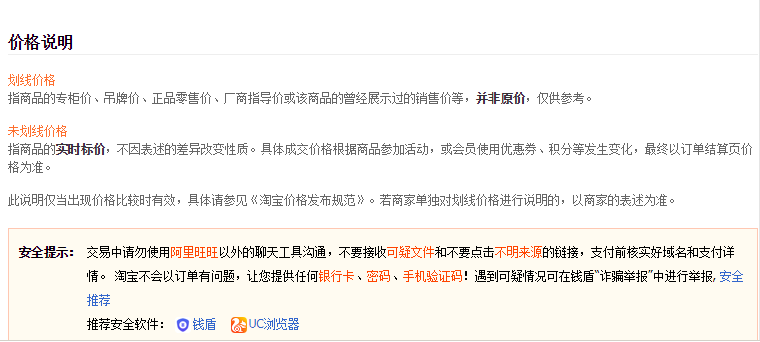 价格说明
划线价格
指商品的专柜价、吊牌价、正品零售价、厂商指导价或该商品的曾经展示过的销售价等，并非原价，仅供参考。
未划线价格
指商品的实时标价，不因表述的差异改变性质。具体成交价格根据商品参加活动，或会员使用优惠券、积分等发生变化，最终以订单结算页价
格为准。
此说明仅当出现价格比较时有效，具体请参见《淘宝价格发布规范》。若商家单独对划线价格进行说明的，以商家的表述为准。
安全提示： 交易中请勿使用阿里旺旺以外的聊天工具沟通，不要接收可疑文件和不要点击不明来源的链接，支付前核实好域名和支付详
情。 淘宝不会以订单有问题，让您提供任何银行卡、密码、手机验证码！遇到可疑情况可在钱盾“诈骗举报”中进行举报, 安全
推荐
推荐安全软件： 钱盾 UC浏览器